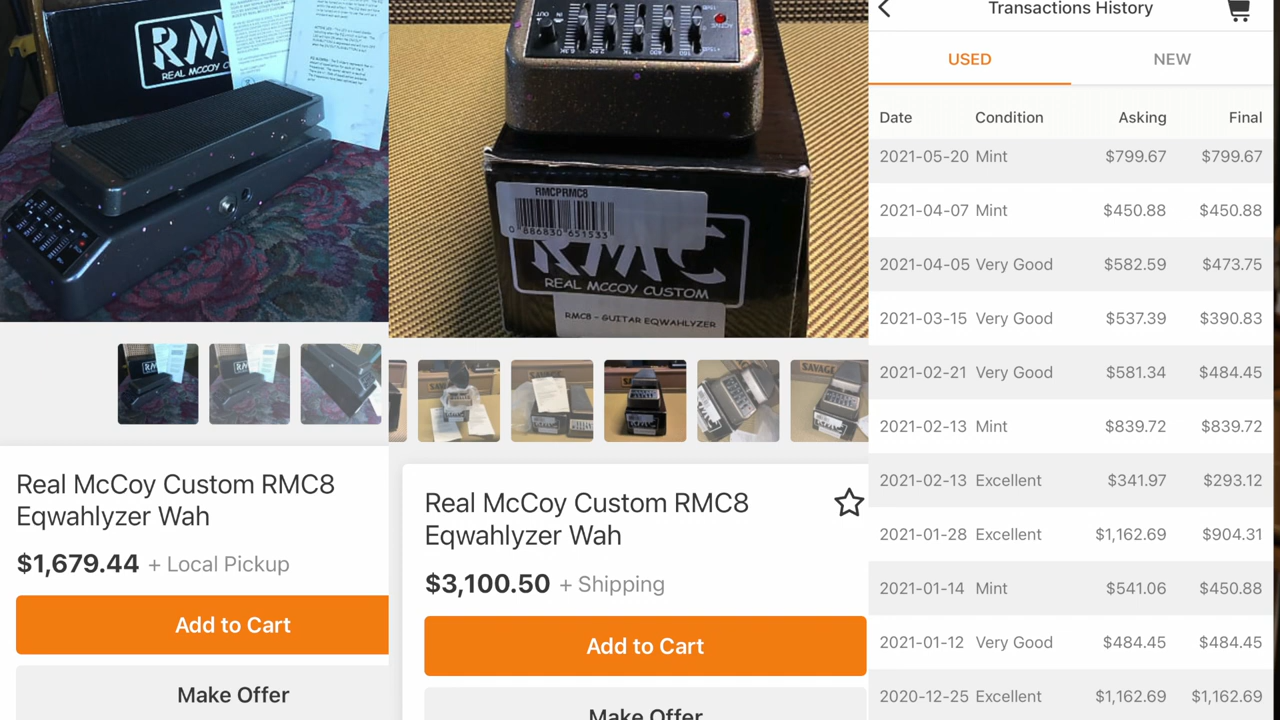 RMC
REAL MCCOY C
Real McCoy Custom RMC8
Eqwahlyzer Wah
$1,679.44 + Local Pickup
Add to Cart
Make Offer
RMCPRMC8
0 886830 651533
RMC
REAL MCCOY CUSTOM
RMC8 - GUITAR EQWAHLYZER
SAVAGE
Real McCoy Custom RMC8
Eqwahlyzer Wah
$3,100.50 + Shipping
Add to Cart
Make Offer
Transactions History
USED NEW
Date Condition Asking Final
2021-05-20 Mint $799.67 $799.67
2021-04-07 Mint $450.88 $450.88
2021-04-05 Very Good $582.59 $473.75
2021-03-15 Very Good $537.39 $390.83
2021-02-21 Very Good $581.34 $484.45
2021-02-13 Mint $839.72 $839.72
2021-02-13 Excellent $341.97 $293.12
2021-01-28 Excellent $1,162.69 $904.31
2021-01-14 Mint $541.06 $450.88
2021-01-12 Very Good $484.45 $484.45
2020-12-25 Excellent $1,162.69 $1,162.69